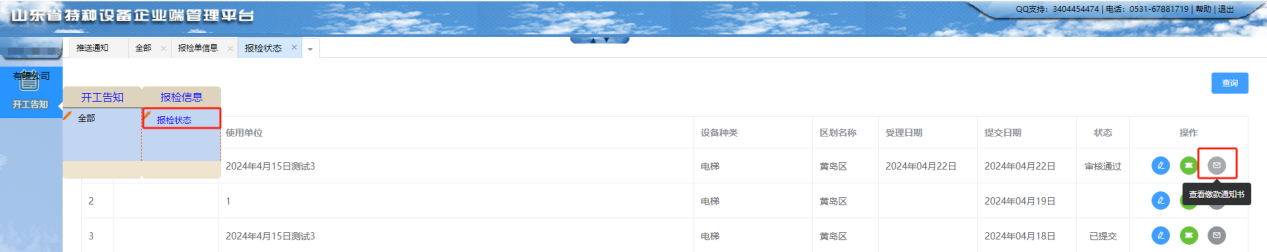 山东省特种设备企业端管理平台
QQ支持：3404454474 | 电话：0531-67881719 | 帮助 | 退出
推送通知 全部 × 报检单信息 × 报检状态 ×
有限公司
开工告知
查询
开工告知 报检信息
全部 报检状态
使用单位 设备种类 区划名称 受理日期 提交日期 状态 操作
2024年4月15日测试3 电梯 黄岛区 2024年04月22日 2024年04月22日 审核通过
查看缴款通知书
2 1 电梯 黄岛区 2024年04月19日
3 2024年4月15日测试3 电梯 黄岛区 2024年04月18日 已提交